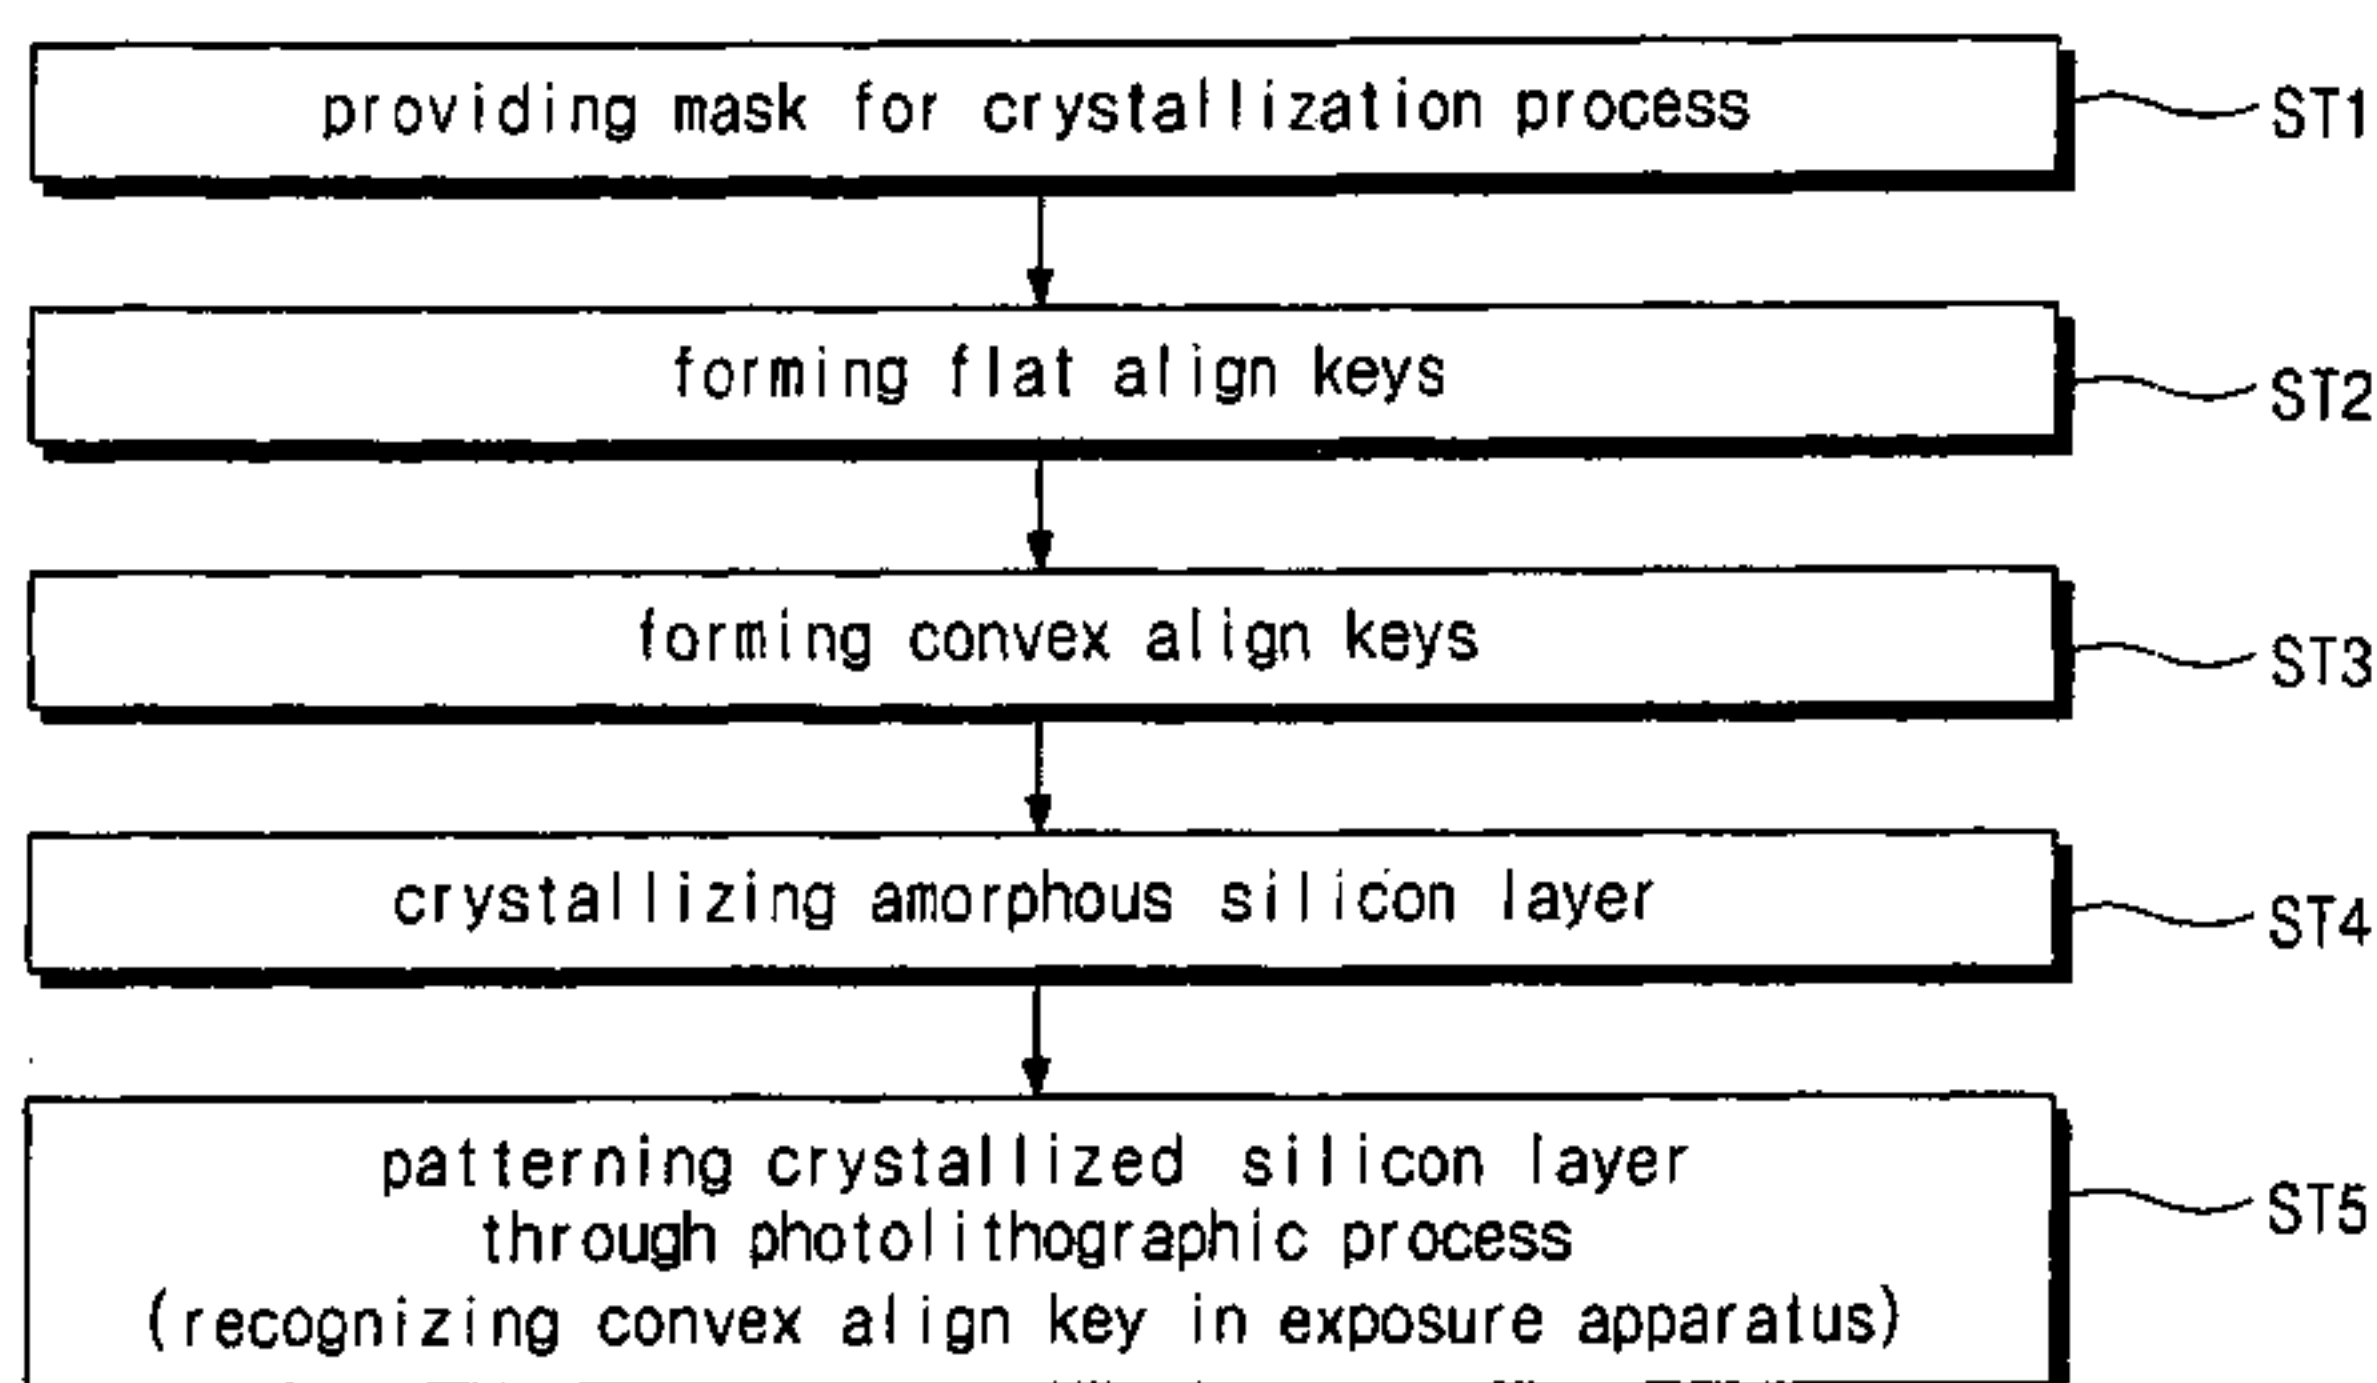 providing mask for crystallization process
ST1
forming flat align keys
ST2
forming convex align keys
ST3
crystallizing amorphous silicon layer
ST4
patterning crystallized silicon layer
through photolithographic process
(recognizing convex align key in exposure apparatus)
ST5